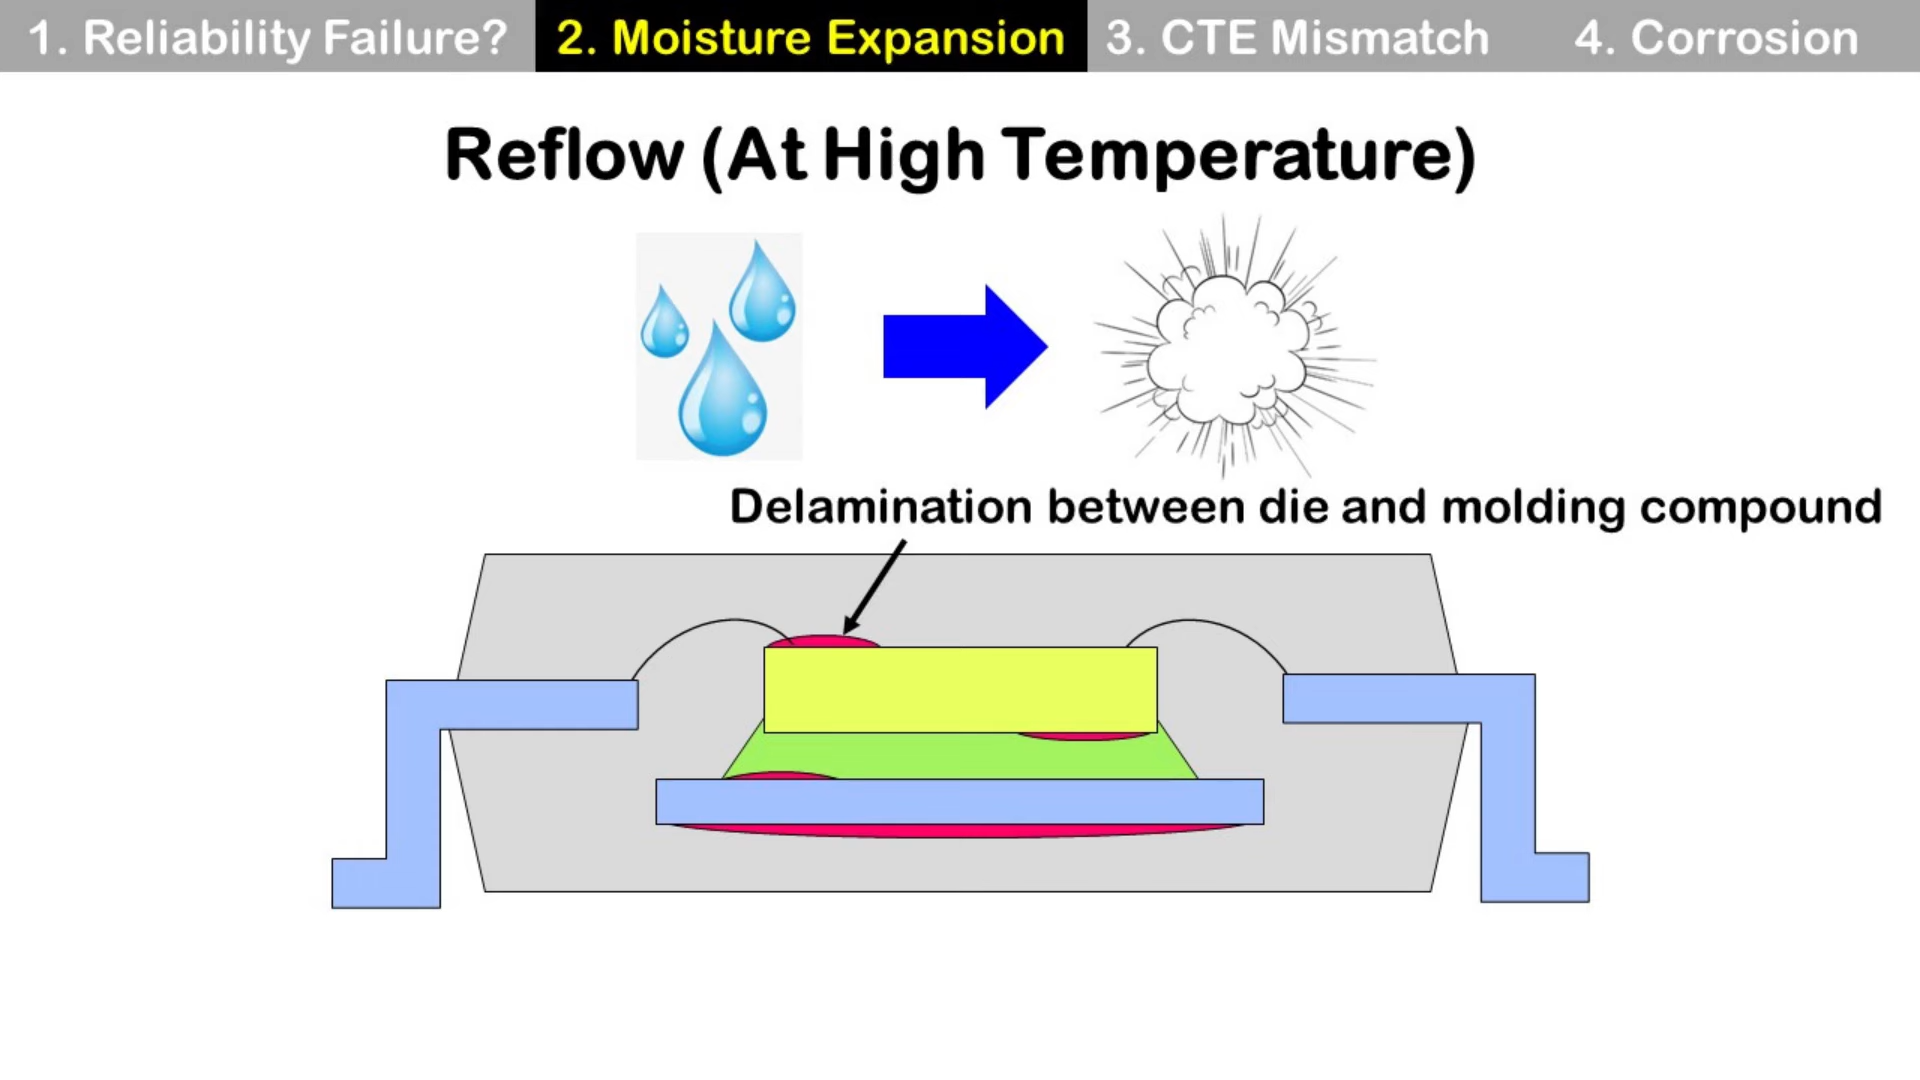 1. Reliability Failure? 2. Moisture Expansion 3. CTE Mismatch 4. Corrosion
Reflow (At High Temperature)
Delamination between die and molding compound